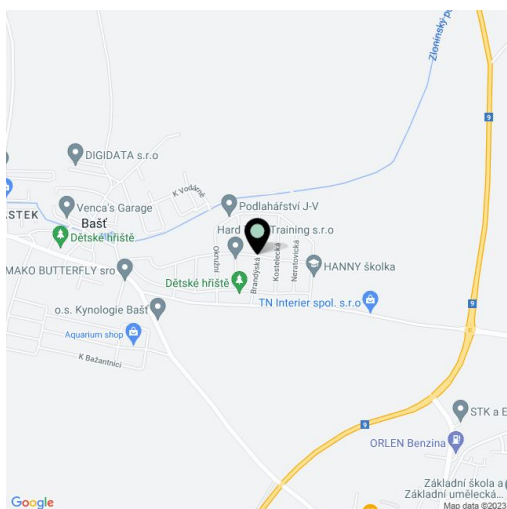 Zlonínský po
9
DIGIDATA s.r.o
K Vodárně
Venca's Garage
Podlahářství J-V
ASTEK
Bašť
Dětské hřiště
Hard Training s.r.o
Okružní
Brandýská
Kostelecká
Neratovická
HANNY školka
MAKO BUTTERFLY sro
Dětské hřiště
TN Interier spol. s.r.o
9
o.s. Kynologie Bašť
Aquarium shop
K Bažantnici
9
STK a E
ORLEN Benzina
Základní škola a
Základní umělecká...
Google
Map data ©2023